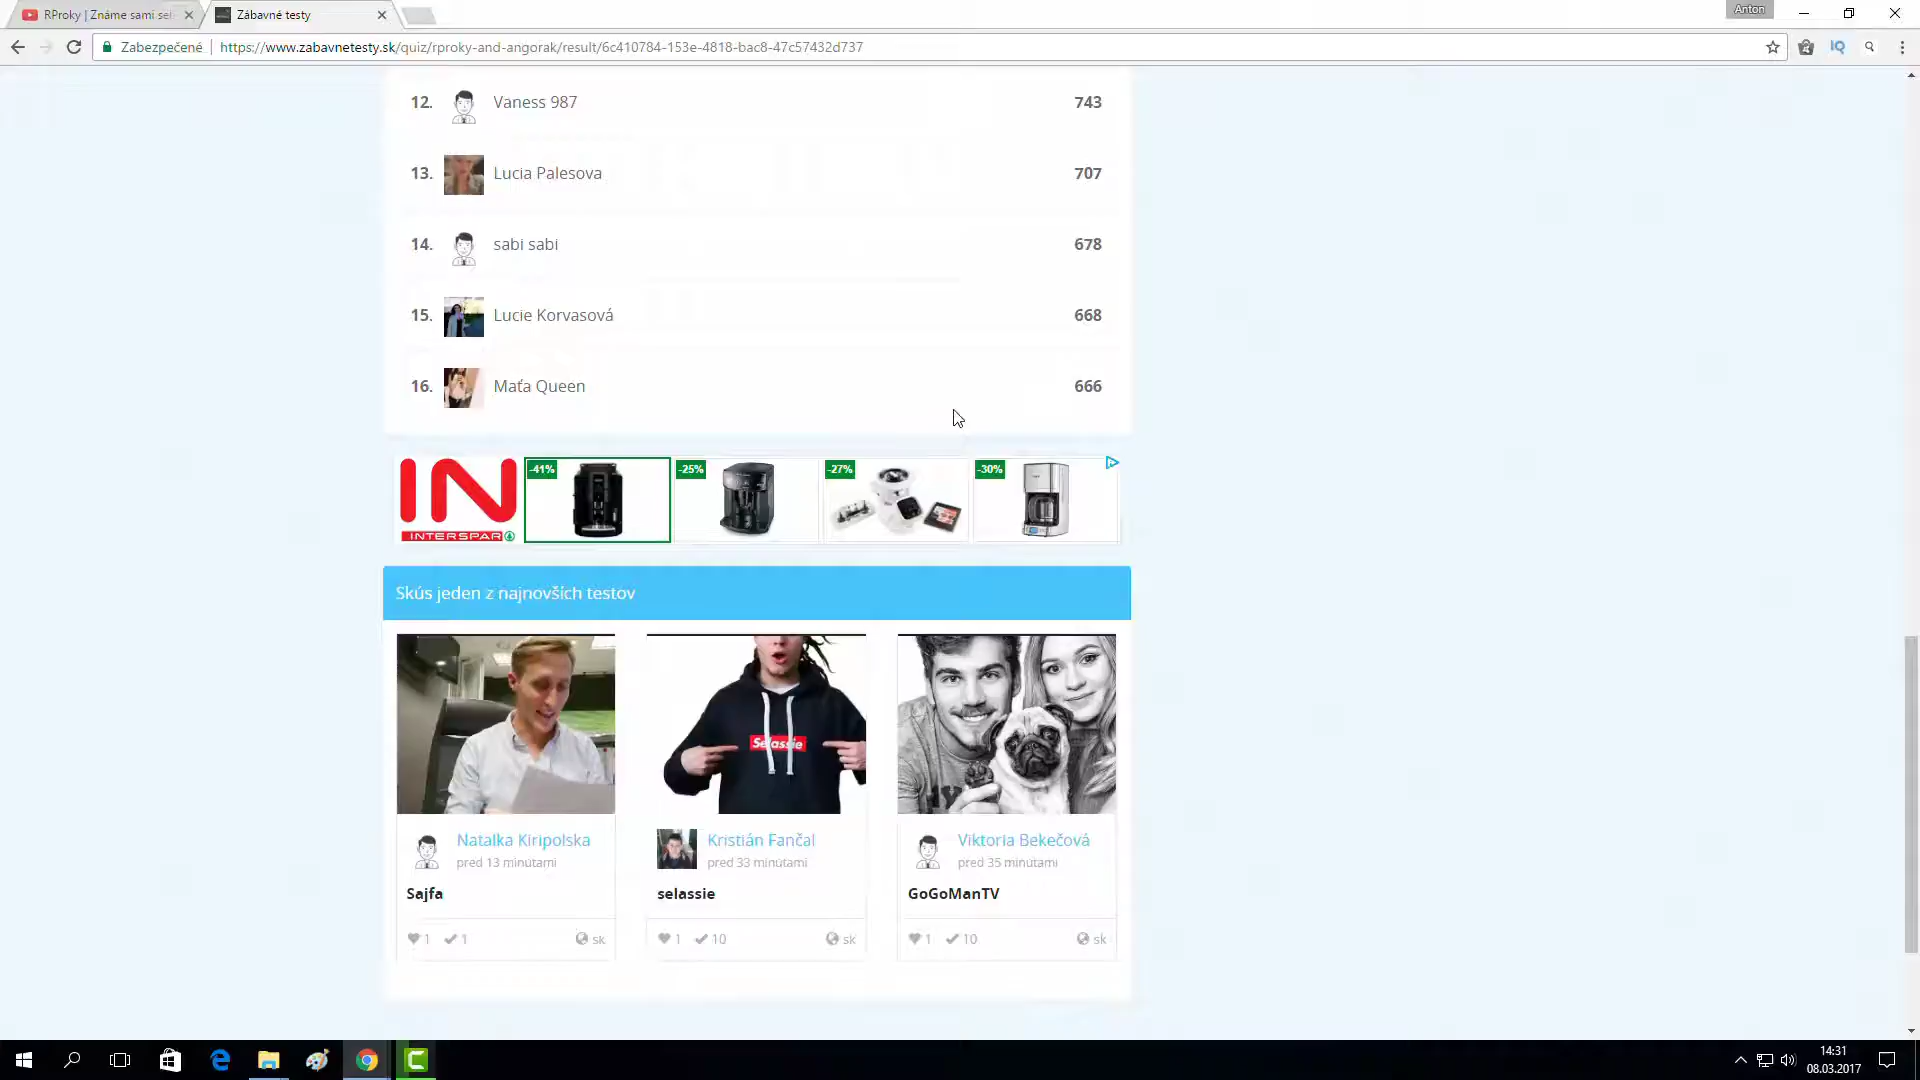 RProky | Známe sami seb
Zábavné testy
Anton
Zabezpečené
https://www.zabavnetesty.sk/quiz/rproky-and-angorak/result/6c410784-153e-4818-bac8-47c57432d737
IQ
12. Vaness 987 743
13. Lucia Palesova 707
14. sabi sabi 678
15. Lucie Korvasová 668
16. Maťa Queen 666
IN
INTERSPAR
-41% -25% -27% -30%
Skús jeden z najnovších testov
Selassie
Natalka Kiripolska
pred 13 minútami
Sajfa
1 1 sk
Kristián Fančal
pred 33 minútami
selassie
1 10 sk
Viktoria Bekečová
pred 35 minútami
GoGoManTV
1 10 sk
14:31
08.03.2017